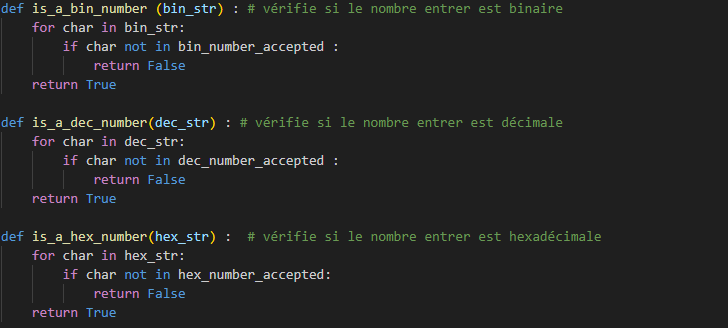 def is_a_bin_number (bin_str) : # vérifie si le nombre entrer est binaire
    for char in bin_str:
        if char not in bin_number_accepted :
            return False
    return True

def is_a_dec_number(dec_str) : # vérifie si le nombre entrer est décimale
    for char in dec_str:
        if char not in dec_number_accepted :
            return False
    return True

def is_a_hex_number(hex_str) :  # vérifie si le nombre entrer est hexadécimale
    for char in hex_str:
        if char not in hex_number_accepted:
            return False
    return True